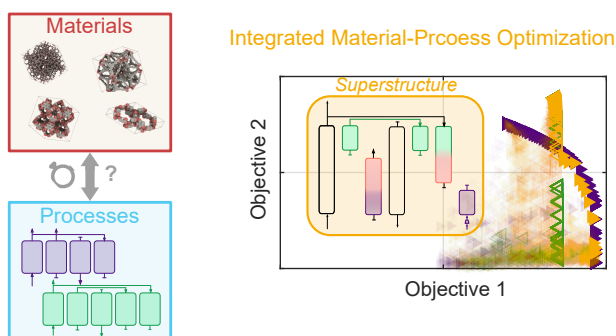 Materials
?
Processes
Integrated Material-Prcoess Optimization
Superstructure
Objective 2
Objective 1